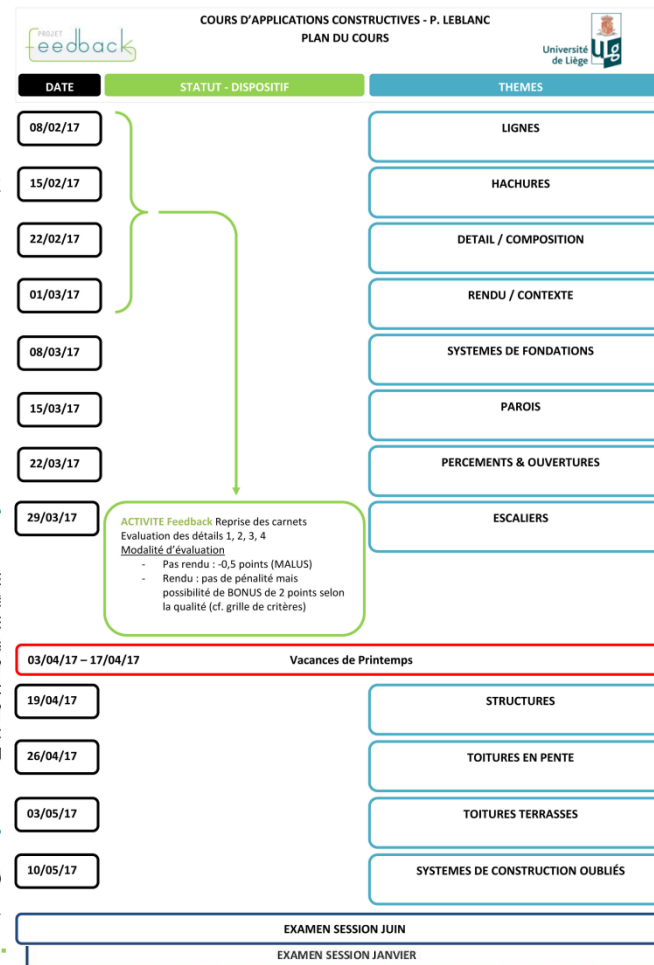 COURS D'APPLICATIONS CONSTRUCTIVES - P. LEBLANC
PLAN DU COURS
PROJET
Feedback
Université
de Liège
DATE STATUT - DISPOSITIF THEMES
08/02/17 LIGNES
15/02/17 HACHURES
22/02/17 DETAIL / COMPOSITION
01/03/17 RENDU / CONTEXTE
08/03/17 SYSTEMES DE FONDATIONS
15/03/17 PAROIS
22/03/17 PERCEMENTS & OUVERTURES
29/03/17 ESCALIERS
ACTIVITE Feedback Reprise des carnets
Evaluation des détails 1, 2, 3, 4
Modalité d'évaluation
- Pas rendu : -0,5 points (MALUS)
- Rendu : pas de pénalité mais
possibilité de BONUS de 2 points selon
la qualité (cf. grille de critères)
03/04/17 – 17/04/17 Vacances de Printemps
19/04/17 STRUCTURES
26/04/17 TOITURES EN PENTE
03/05/17 TOITURES TERRASSES
10/05/17 SYSTEMES DE CONSTRUCTION OUBLIÉS
EXAMEN SESSION JUIN
EXAMEN SESSION JANVIER